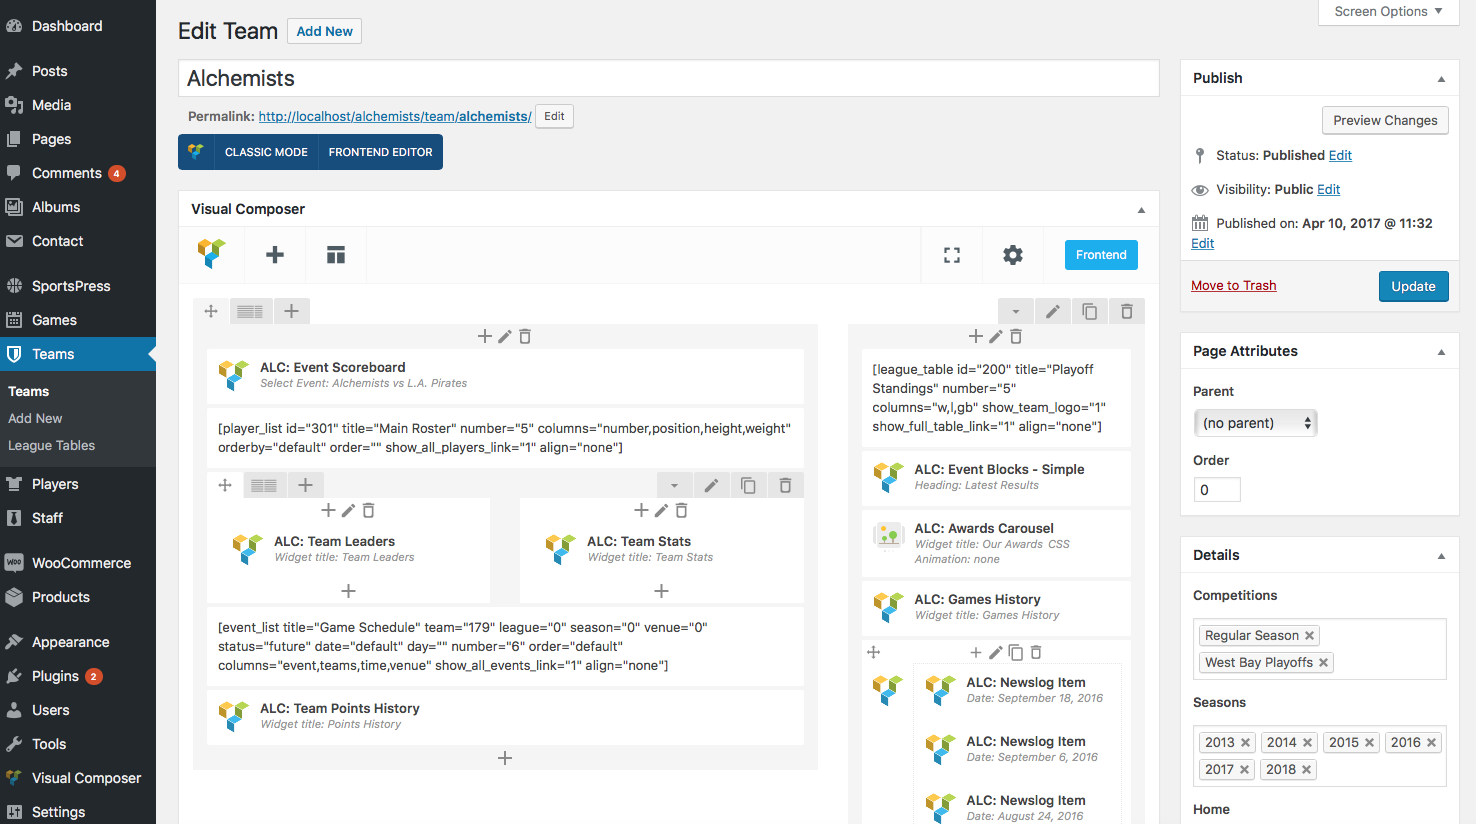 Dashboard
Posts
Media
Pages
Comments 4
Albums
Contact
SportsPress
Games
Teams
Teams
Add New
League Tables
Players
Staff
WooCommerce
Products
Appearance
Plugins 2
Users
Tools
Visual Composer
Settings
Screen Options
Edit Team Add New
Alchemists
Permalink: http://localhost/alchemists/team/alchemists/ Edit
CLASSIC MODE FRONTEND EDITOR
Visual Composer
Frontend
ALC: Event Scoreboard
Select Event: Alchemists vs L.A. Pirates
[player_list id="301" title="Main Roster" number="5" columns="number,position,height,weight"
orderby="default" order="" show_all_players_link="1" align="none"]
ALC: Team Leaders
Widget title: Team Leaders
ALC: Team Stats
Widget title: Team Stats
[event_list title="Game Schedule" team="179" league="0" season="0" venue="0"
status="future" date="default" day="" number="6" order="default"
columns="event,teams,time,venue" show_all_events_link="1" align="none"]
ALC: Team Points History
Widget title: Points History
[league_table id="200" title="Playoff
Standings" number="5"
columns="w,l,gb" show_team_logo="1"
show_full_table_link="1" align="none"]
ALC: Event Blocks - Simple
Heading: Latest Results
ALC: Awards Carousel
Widget title: Our Awards CSS
Animation: none
ALC: Games History
Widget title: Games History
ALC: Newslog Item
Date: September 18, 2016
ALC: Newslog Item
Date: September 6, 2016
ALC: Newslog Item
Date: August 24, 2016
Publish
Preview Changes
Status: Published Edit
Visibility: Public Edit
Published on: Apr 10, 2017 @ 11:32
Edit
Move to Trash Update
Page Attributes
Parent
(no parent)
Order
0
Details
Competitions
Regular Season
West Bay Playoffs
Seasons
2013 2014 2015 2016
2017 2018
Home